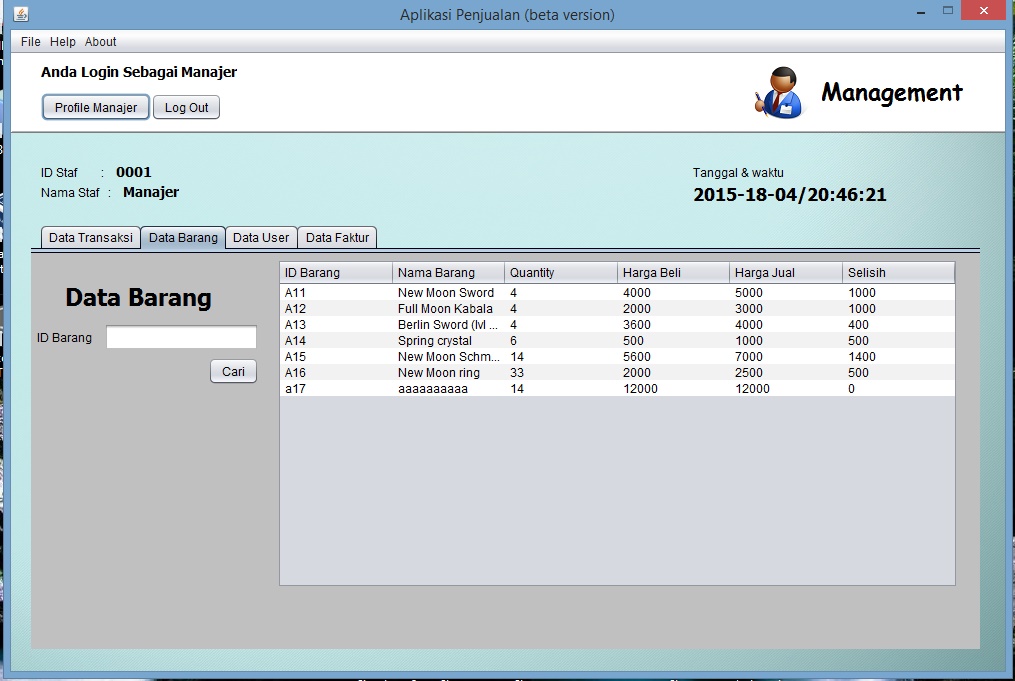 Aplikasi Penjualan (beta version)
File Help About
Anda Login Sebagai Manajer
Profile Manajer Log Out
Management
ID Staf : 0001
Nama Staf : Manajer
Tanggal & waktu
2015-18-04/20:46:21
Data Transaksi Data Barang Data User Data Faktur
Data Barang
ID Barang
Cari
ID Barang Nama Barang Quantity Harga Beli Harga Jual Selisih
A11 New Moon Sword 4 4000 5000 1000
A12 Full Moon Kabala 4 2000 3000 1000
A13 Berlin Sword (lvl ... 4 3600 4000 400
A14 Spring crystal 6 500 1000 500
A15 New Moon Schm... 14 5600 7000 1400
A16 New Moon ring 33 2000 2500 500
a17 aaaaaaaaaa 14 12000 12000 0